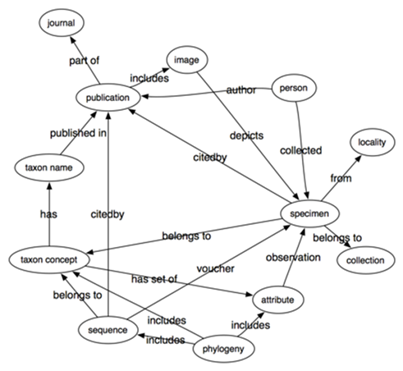 journal
part of
image
includes
person
publication
author
published in
depicts
locality
citedby
collected
taxon name
from
has
citedby
specimen
belongs to
belongs to
taxon concept
voucher
observation
collection
has set of
belongs to
attribute
includes
includes
sequence
includes
phylogeny